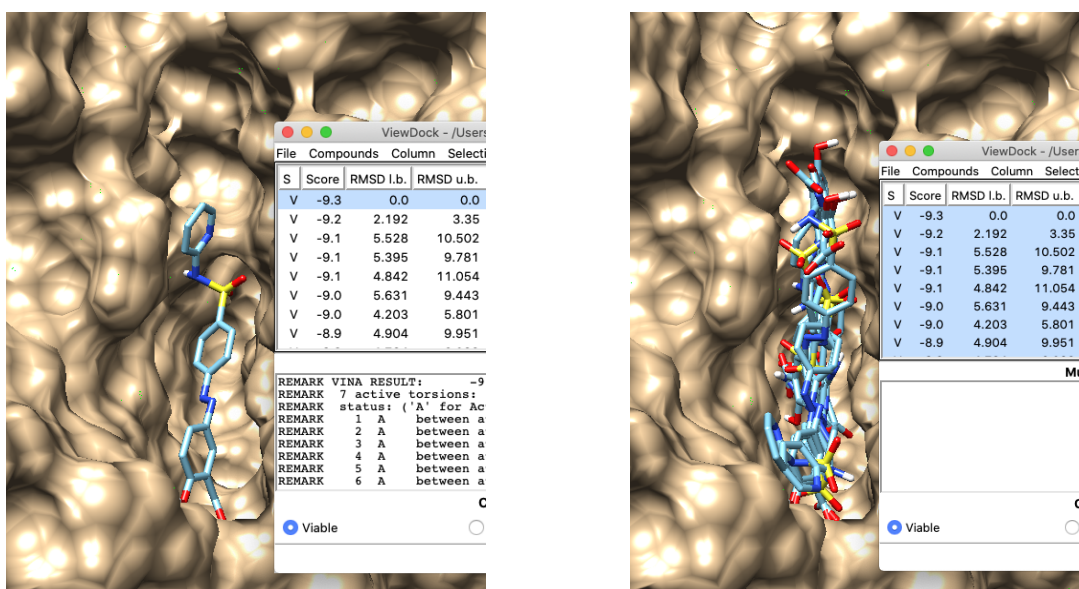 ViewDock - /Users
File Compounds Column Selecti
S Score RMSD l.b. RMSD u.b.
V -9.3 0.0 0.0
V -9.2 2.192 3.35
V -9.1 5.528 10.502
V -9.1 5.395 9.781
V -9.1 4.842 11.054
V -9.0 5.631 9.443
V -9.0 4.203 5.801
V -8.9 4.904 9.951
REMARK VINA RESULT: -9
REMARK 7 active torsions:
REMARK status: ('A' for Ac
REMARK 1 A between a
REMARK 2 A between a
REMARK 3 A between a
REMARK 4 A between a
REMARK 5 A between a
REMARK 6 A between a
Viable
ViewDock - /User
File Compounds Column Select
S Score RMSD l.b. RMSD u.b.
V -9.3 0.0 0.0
V -9.2 2.192 3.35
V -9.1 5.528 10.502
V -9.1 5.395 9.781
V -9.1 4.842 11.054
V -9.0 5.631 9.443
V -9.0 4.203 5.801
V -8.9 4.904 9.951
Mu
Viable